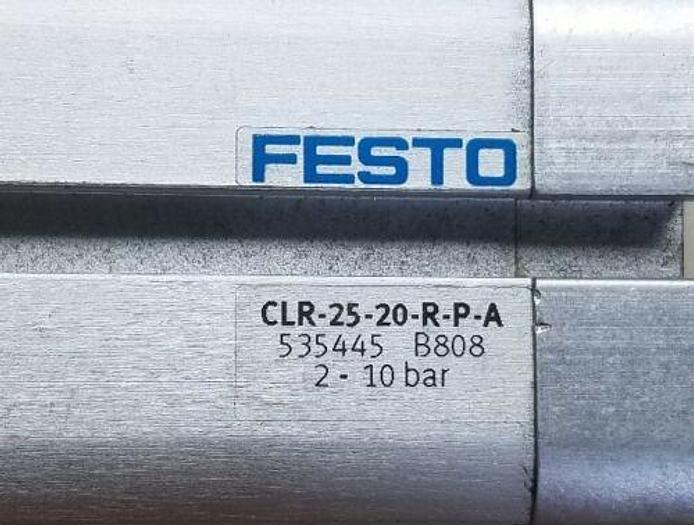 FESTO
CLR-25-20-R-P-A
535445 B808
2 - 10 bar